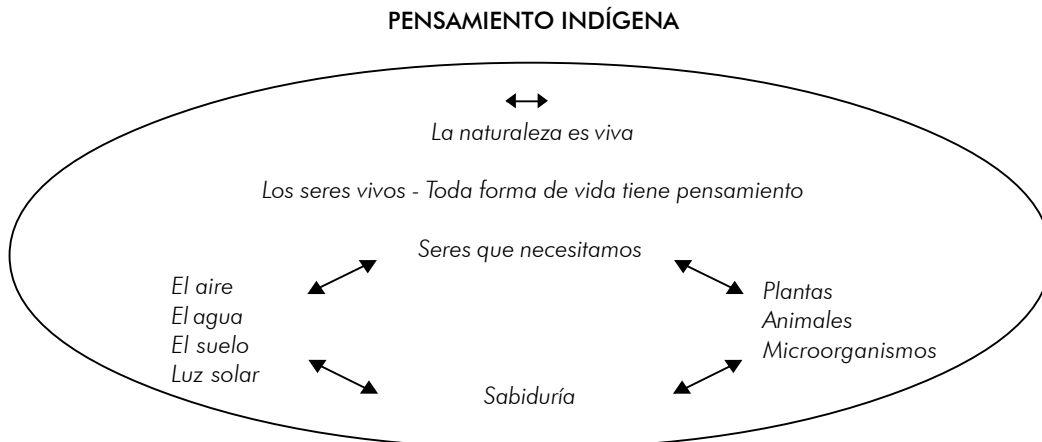 PENSAMIENTO INDÍGENA
La naturaleza es viva
Los seres vivos - Toda forma de vida tiene pensamiento
Seres que necesitamos
El aire
El agua
El suelo
Luz solar
Plantas
Animales
Microorganismos
Sabiduría